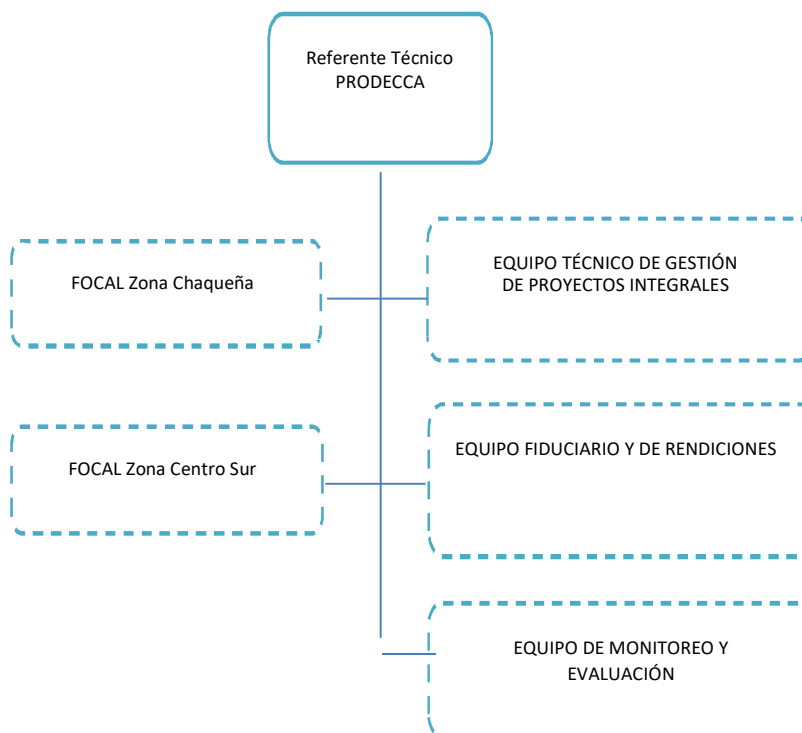 Referente Técnico
PRODECCA
FOCAL Zona Chaqueña
EQUIPO TÉCNICO DE GESTIÓN
DE PROYECTOS INTEGRALES
FOCAL Zona Centro Sur
EQUIPO FIDUCIARIO Y DE RENDICIONES
EQUIPO DE MONITOREO Y
EVALUACIÓN